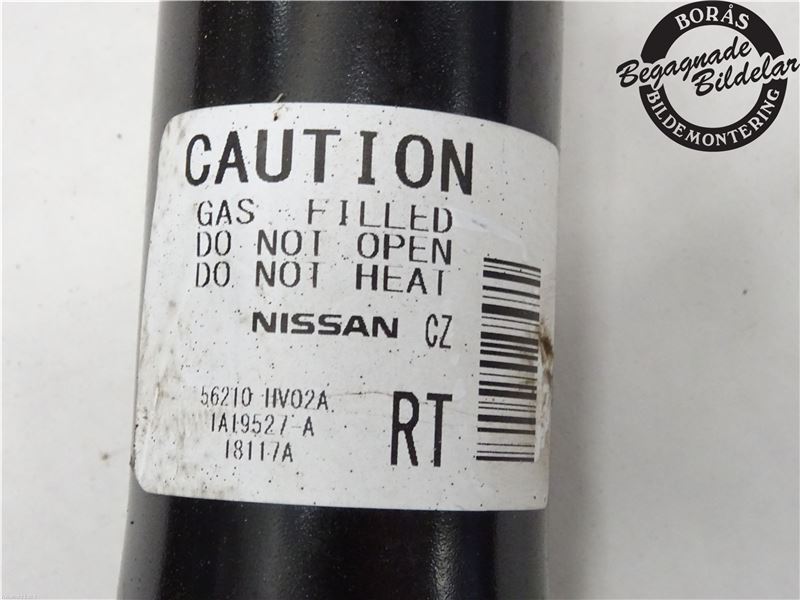 BORÅS
Begagnade
Bildelar
BILDEMONTERING
CAUTION
GAS FILLED
DO NOT OPEN
DO NOT HEAT
NISSAN CZ
56210 HV02A
1A19527-A
18117A
RT